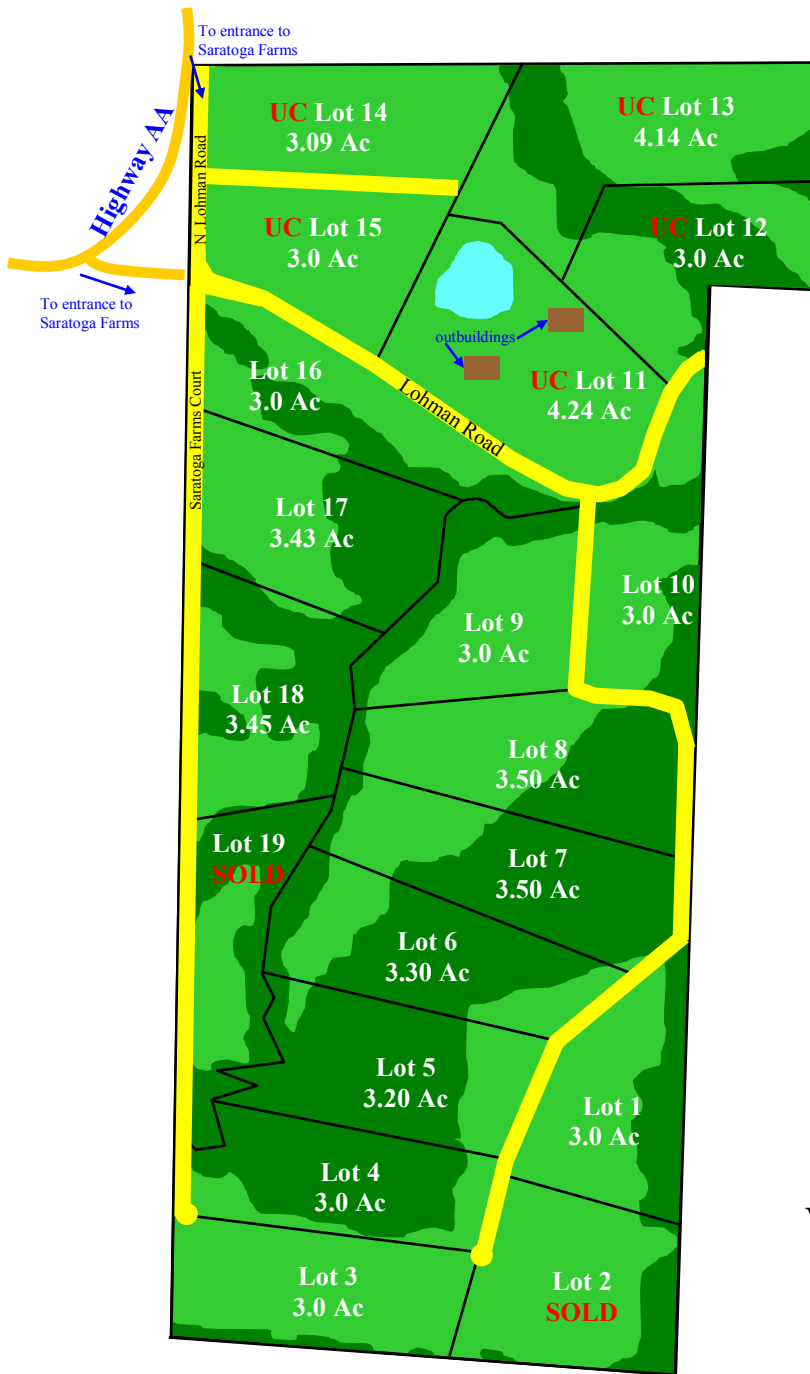 To entrance to
Saratoga Farms
Highway AA
N. Lohman Road
UC Lot 14
3.09 Ac
UC Lot 13
4.14 Ac
UC Lot 15
3.0 Ac
UC Lot 12
3.0 Ac
To entrance to
Saratoga Farms
outbuildings
Lot 16
3.0 Ac
UC Lot 11
4.24 Ac
Lohman Road
Saratoga Farms Court
Lot 17
3.43 Ac
Lot 10
3.0 Ac
Lot 9
3.0 Ac
Lot 18
3.45 Ac
Lot 8
3.50 Ac
Lot 19
SOLD
Lot 7
3.50 Ac
Lot 6
3.30 Ac
Lot 5
3.20 Ac
Lot 1
3.0 Ac
Lot 4
3.0 Ac
Lot 3
3.0 Ac
Lot 2
SOLD